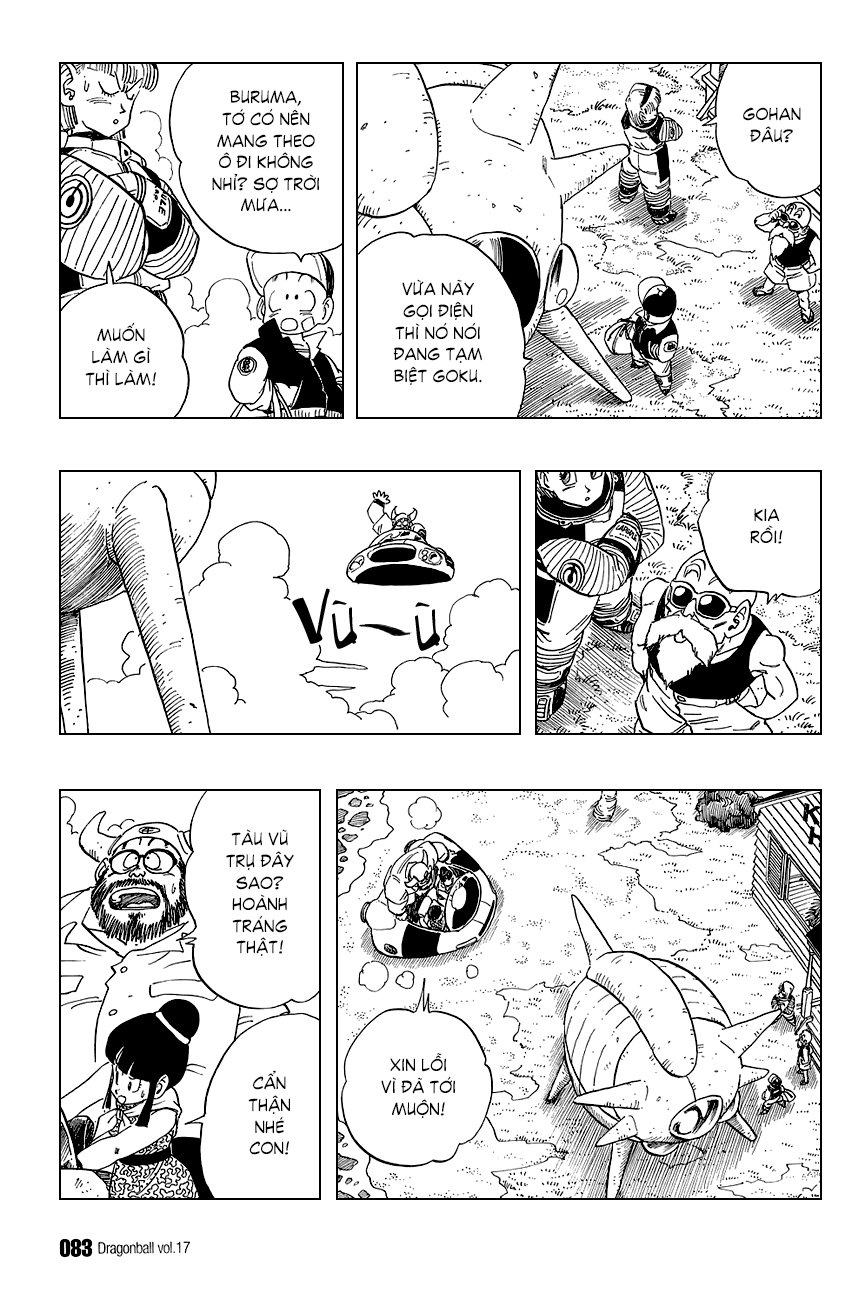 GOHAN
ĐÂU?
VỪA NÃY
GỌI ĐIỆN
THÌ NÓ NÓI
ĐANG TẠM
BIỆT GOKU.
BURUMA,
TỚ CÓ NÊN
MANG THEO
Ô ĐI KHÔNG
NHỈ? SỢ TRỜI
MƯA...
MUỐN
LÀM GÌ
THÌ LÀM!
KIA
RỒI!
VŨ~Ũ
XIN LỖI
VÌ ĐÃ TỚI
MUỘN!
TÀU VŨ
TRỤ ĐÂY
SAO?
HOÀNH
TRÁNG
THẬT!
CẨN
THẬN
NHÉ
CON!
083 Dragonball vol.17